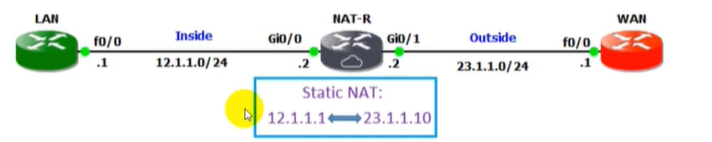 LAN NAT-R WAN
f0/0 Inside Gi0/0 Gi0/1 Outside f0/0
.1 12.1.1.0/24 .2 .2 23.1.1.0/24 .1
Static NAT:
12.1.1.1⟷23.1.1.10